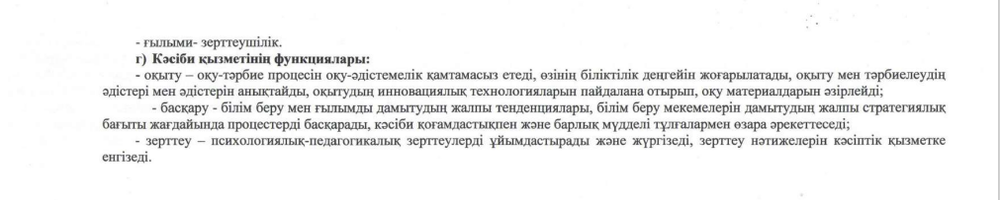 - ғылыми- зерттеушілік.
г) Кәсіби қызметінің функциялары:
- оқыту – оқу-тәрбие процесін оқу-әдістемелік қамтамасыз етеді, өзінің біліктілік деңгейін жоғарылатады, оқыту мен тәрбиелеудің
әдістері мен әдістерін анықтайды, оқытудың инновациялық технологияларын пайдалана отырып, оқу материалдарын әзірлейді;
- басқару - білім беру мен ғылымды дамытудың жалпы тенденциялары, білім беру мекемелерін дамытудың жалпы стратегиялық
бағыты жағдайында процестерді басқарады, кәсіби қоғамдастықпен және барлық мүдделі тұлғалармен өзара әрекеттеседі;
- зерттеу – психологиялық-педагогикалық зерттеулерді ұйымдастырады және жүргізеді, зерттеу нәтижелерін кәсіптік қызметке
енгізеді.